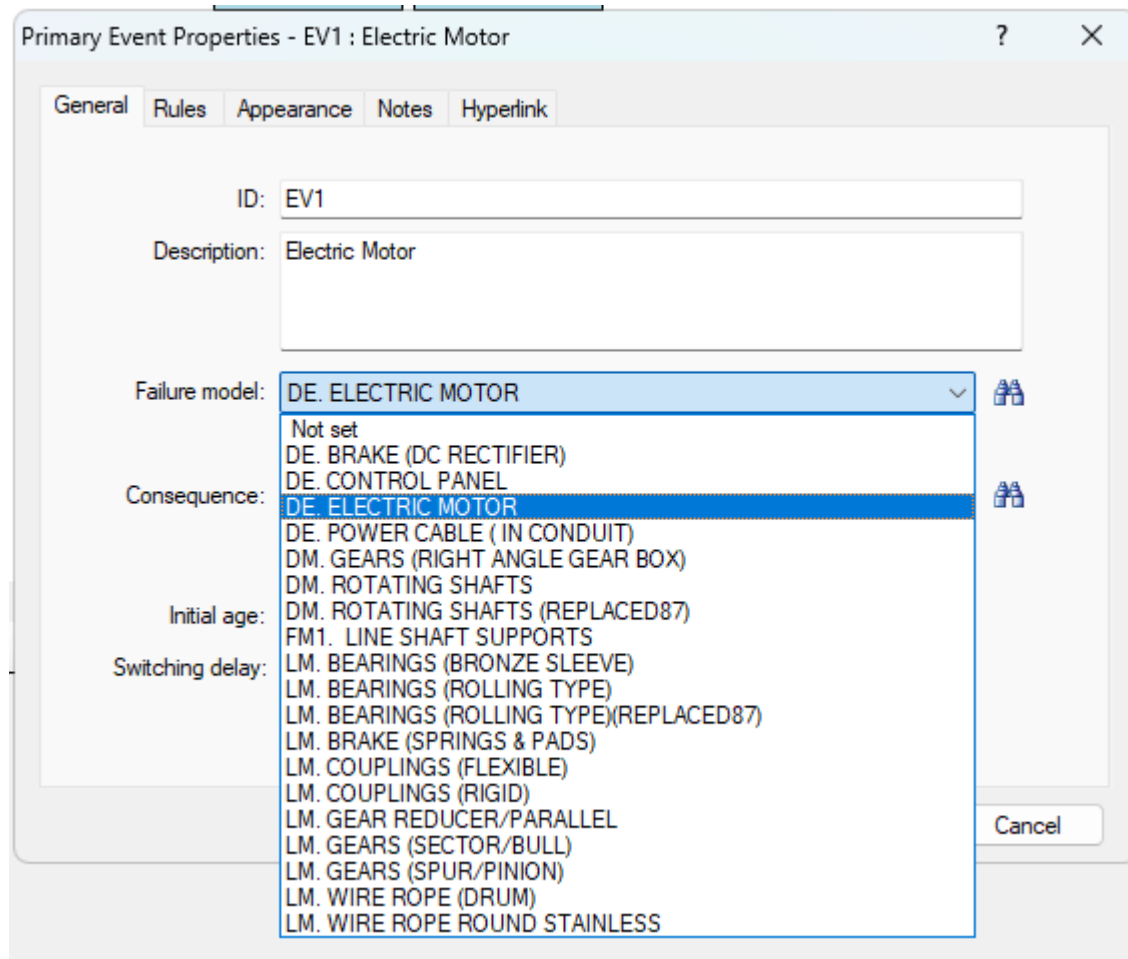 Primary Event Properties - EV1 : Electric Motor ?
General Rules Appearance Notes Hyperlink
ID: EV1
Description: Electric Motor
Failure model: DE. ELECTRIC MOTOR
Not set
DE. BRAKE (DC RECTIFIER)
DE. CONTROL PANEL
Consequence:
DE. ELECTRIC MOTOR
DE. POWER CABLE ( IN CONDUIT)
DM. GEARS (RIGHT ANGLE GEAR BOX)
DM. ROTATING SHAFTS
Initial age:
DM. ROTATING SHAFTS (REPLACED87)
FM1.  LINE SHAFT SUPPORTS
Switching delay:
LM. BEARINGS (BRONZE SLEEVE)
LM. BEARINGS (ROLLING TYPE)
LM. BEARINGS (ROLLING TYPE)(REPLACED87)
LM. BRAKE (SPRINGS & PADS)
LM. COUPLINGS (FLEXIBLE)
LM. COUPLINGS (RIGID)
LM. GEAR REDUCER/PARALLEL
Cancel
LM. GEARS (SECTOR/BULL)
LM. GEARS (SPUR/PINION)
LM. WIRE ROPE (DRUM)
LM. WIRE ROPE ROUND STAINLESS